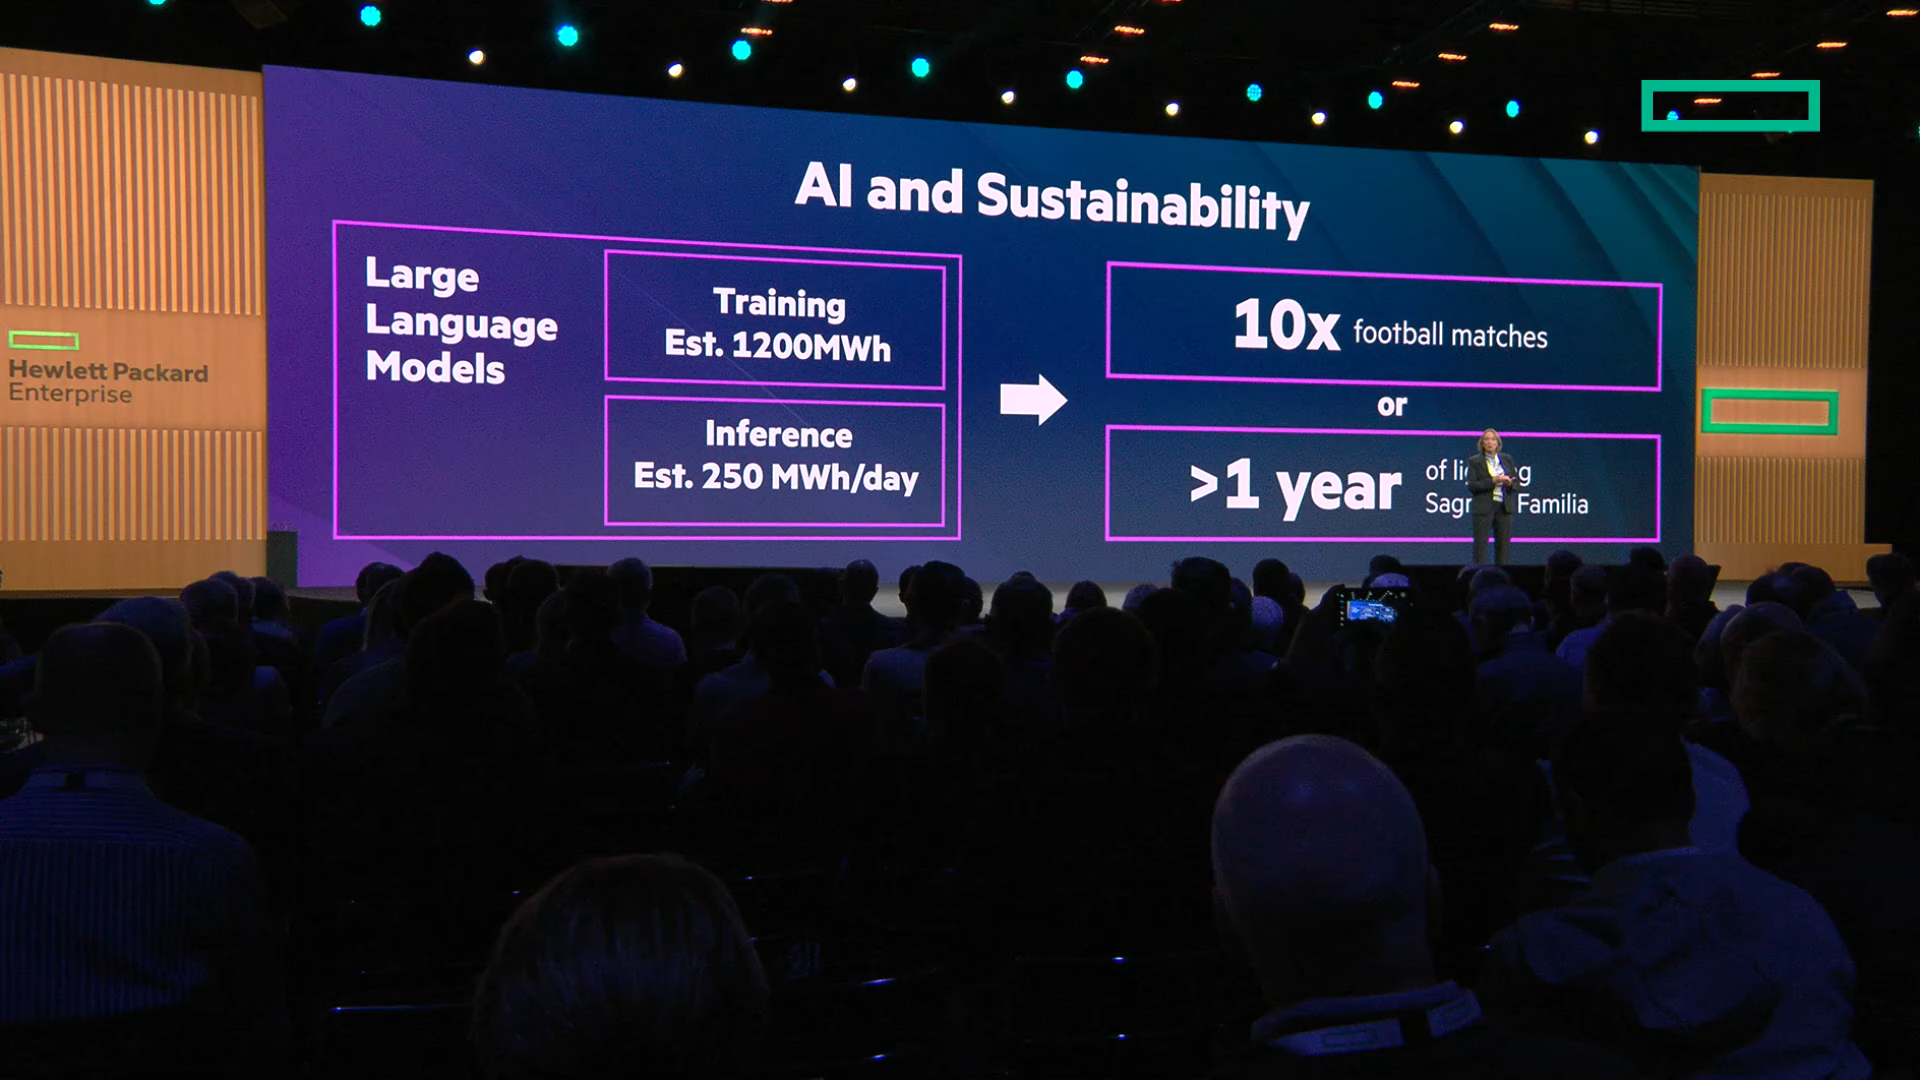 AI and Sustainability
Large
Language
Models
Training
Est. 1200MWh
Inference
Est. 250 MWh/day
10x football matches
or
>1 year
of
Familia
Hewlett Packard
Enterprise